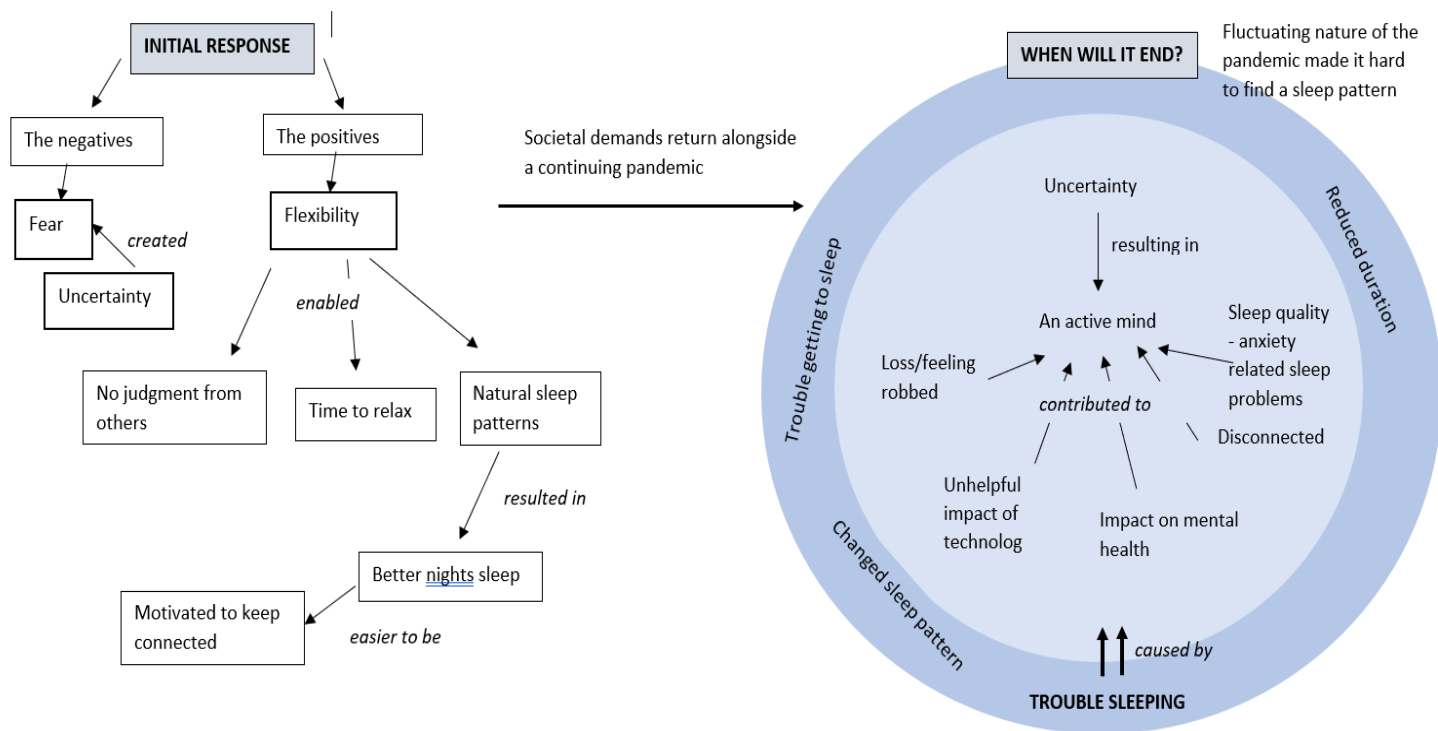 INITIAL RESPONSE
The negatives
The positives
Fear
created
Uncertainty
Flexibility
enabled
No judgment from
others
Time to relax
Natural sleep
patterns
resulted in
Better nights sleep
easier to be
Motivated to keep
connected
Societal demands return alongside
a continuing pandemic
WHEN WILL IT END?
Fluctuating nature of the
pandemic made it hard
to find a sleep pattern
Trouble getting to sleep
Reduced duration
Changed sleep pattern
Uncertainty
resulting in
An active mind
Loss/feeling
robbed
Sleep quality
- anxiety
related sleep
problems
contributed to
Disconnected
Unhelpful
impact of
technolog
Impact on mental
health
caused by
TROUBLE SLEEPING